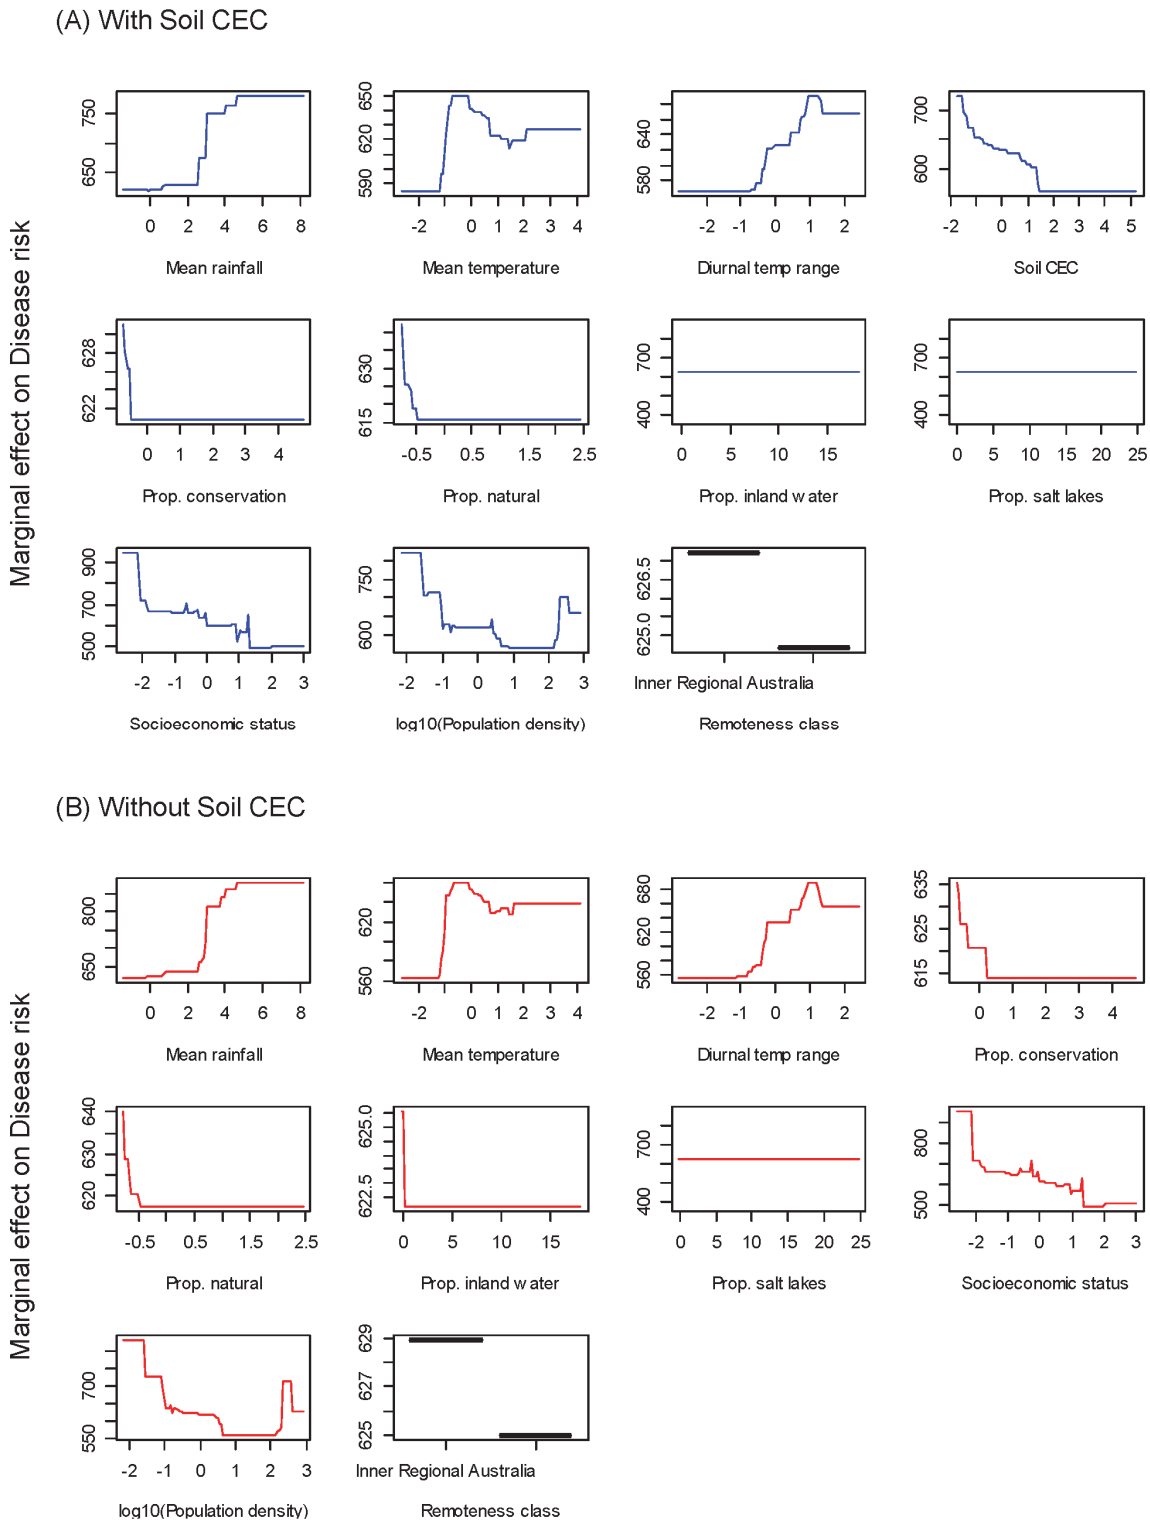 (A) With Soil CEC
Marginal effect on Disease risk
650 750
0 2 4 6 8
Mean rainfall
590 620 650
-2 0 1 2 3 4
Mean temperature
580 640
-2 -1 0 1 2
Diurnal temp range
600 700
-2 0 1 2 3 4 5
Soil CEC
622 628
0 1 2 3 4
Prop. conservation
615 630
-0.5 0.5 1.5 2.5
Prop. natural
400 700
0 5 10 15
Prop. inland water
400 700
0 5 10 15 20 25
Prop. salt lakes
500 700 900
-2 -1 0 1 2 3
Socioeconomic status
600 750
-2 -1 0 1 2 3
log10(Population density)
625.0 626.5
Inner Regional Australia
Remoteness class
(B) Without Soil CEC
Marginal effect on Disease risk
650 800
0 2 4 6 8
Mean rainfall
560 620
-2 0 1 2 3 4
Mean temperature
560 620 680
-2 -1 0 1 2
Diurnal temp range
615 625 635
0 1 2 3 4
Prop. conservation
620 630 640
-0.5 0.5 1.5 2.5
Prop. natural
622.5 625.0
0 5 10 15
Prop. inland water
400 700
0 5 10 15 20 25
Prop. salt lakes
500 800
-2 -1 0 1 2 3
Socioeconomic status
550 700
-2 -1 0 1 2 3
log10(Population density)
625 627 629
Inner Regional Australia
Remoteness class